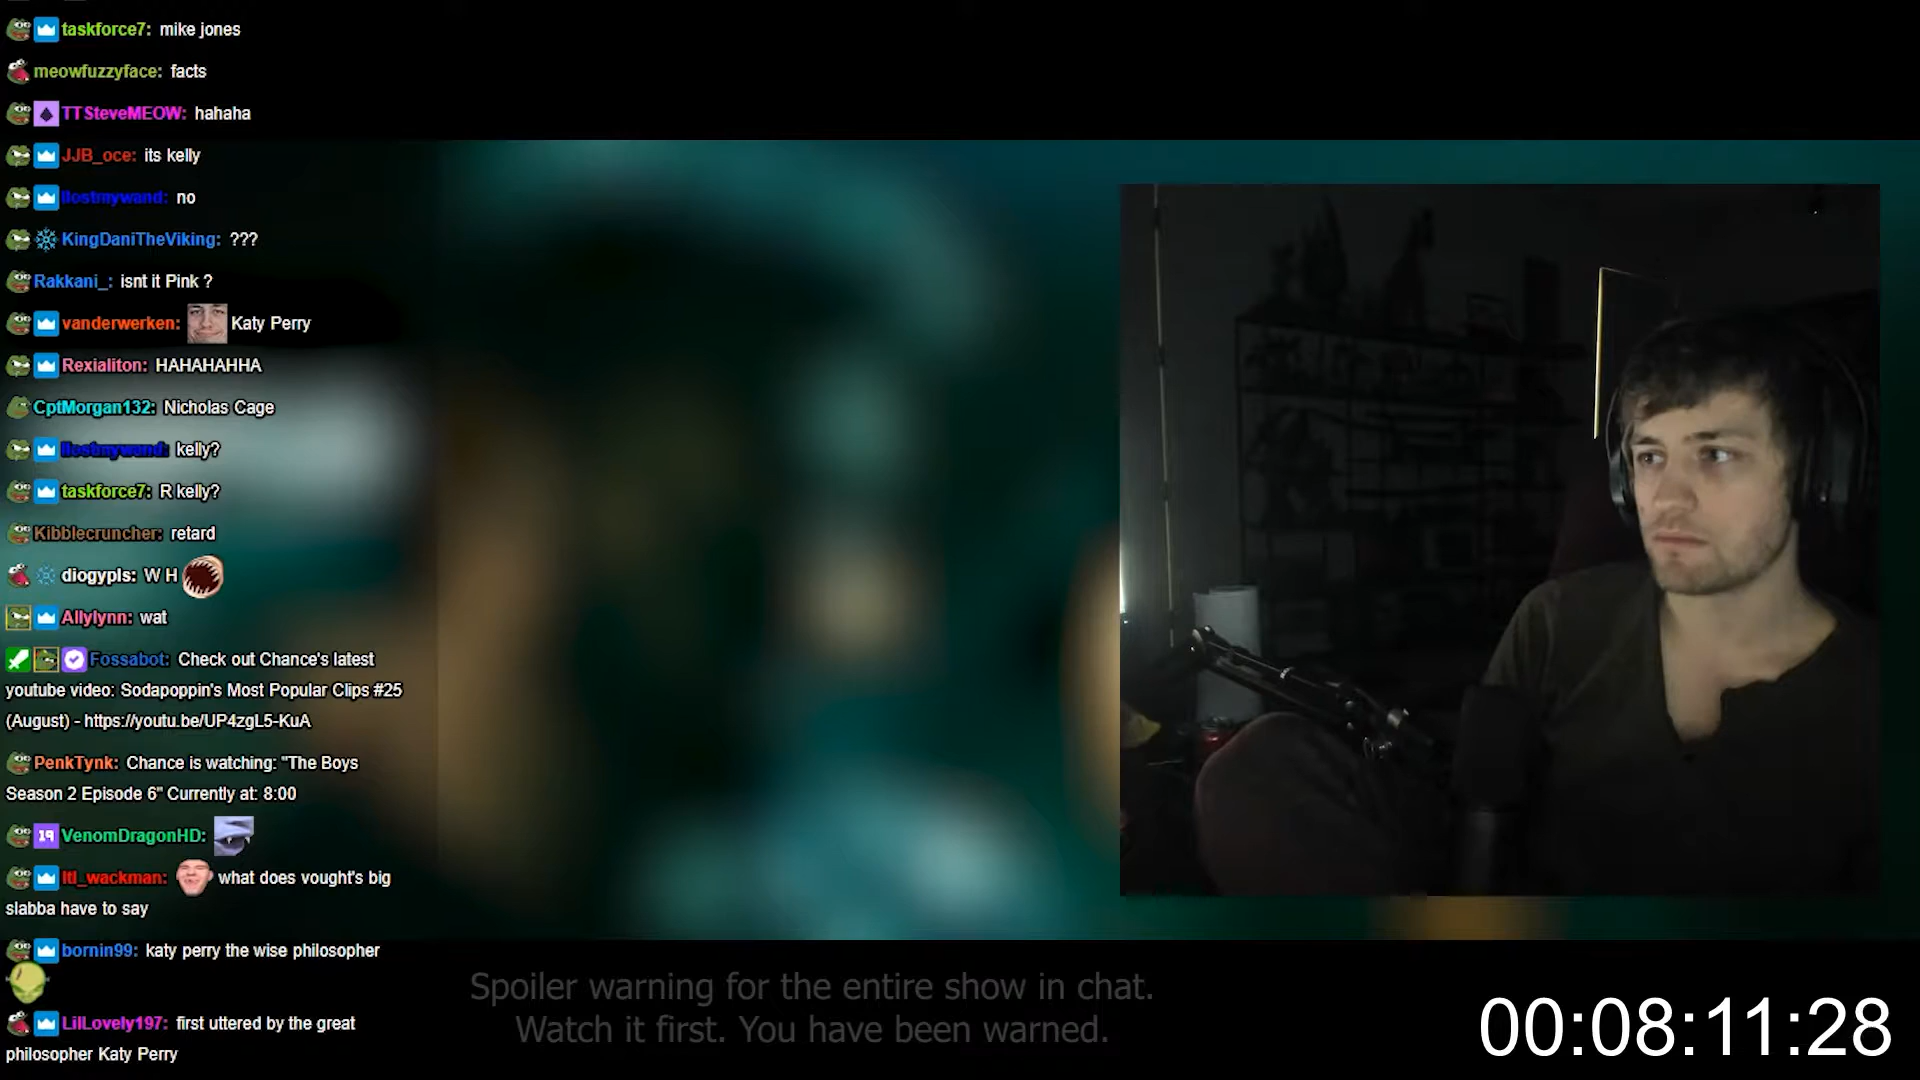 taskforce7: mike jones
meowfuzzyface: facts
TTSteveMEOW: hahaha
JJB_oce: its kelly
llostmywand: no
KingDaniTheViking: ???
Rakkani_: isnt it Pink ?
vanderwerken: Katy Perry
Rexialiton: HAHAHAHHA
CptMorgan132: Nicholas Cage
llostmywand: kelly?
taskforce7: R kelly?
Kibblecruncher: retard
diogypls: W H
Allylynn: wat
19
Fossabot: Check out Chance's latest
youtube video: Sodapoppin's Most Popular Clips #25
(August) - https://youtu.be/UP4zgL5-KuA
PenkTynk: Chance is watching: "The Boys
Season 2 Episode 6" Currently at: 8:00
VenomDragonHD:
ltl_wackman: what does vought's big
slabba have to say
bornin99: katy perry the wise philosopher
LilLovely197: first uttered by the great
philosopher Katy Perry
Spoiler warning for the entire show in chat.
Watch it first. You have been warned.
00:08:11:28